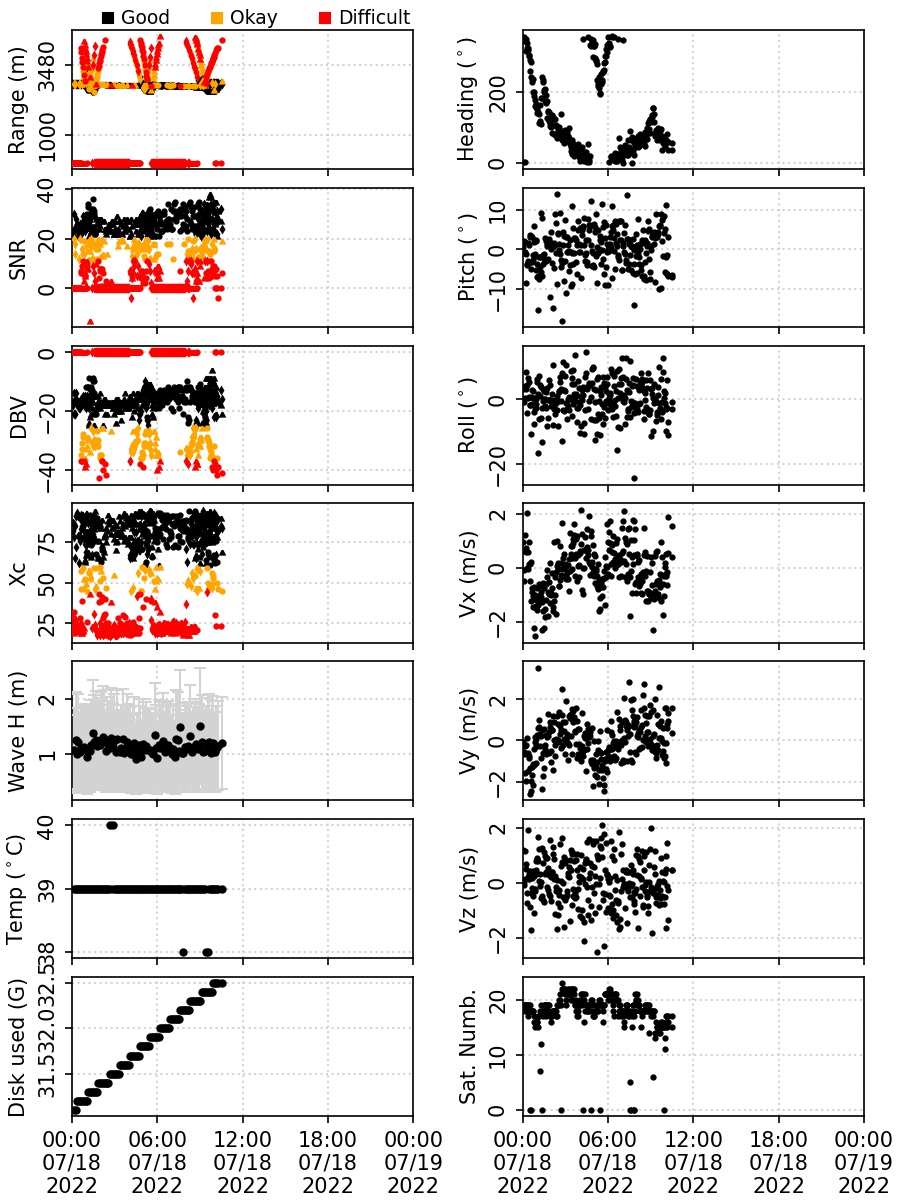 Good Okay Difficult
Range (m)
3480
1000
Heading (°)
200
0
SNR
40
20
0
Pitch (°)
10
0
−10
DBV
0
−20
−40
Roll (°)
0
−20
Xc
75
50
25
Vx (m/s)
2
0
−2
Wave H (m)
2
1
Vy (m/s)
2
0
−2
Temp (°C)
40
39
38
Vz (m/s)
2
0
−2
Disk used (G)
32.5
32.0
31.5
Sat. Numb.
20
10
0
00:00 06:00 12:00 18:00 00:00 00:00 06:00 12:00 18:00 00:00
07/18 07/18 07/18 07/18 07/19 07/18 07/18 07/18 07/18 07/19
2022 2022 2022 2022 2022 2022 2022 2022 2022 2022